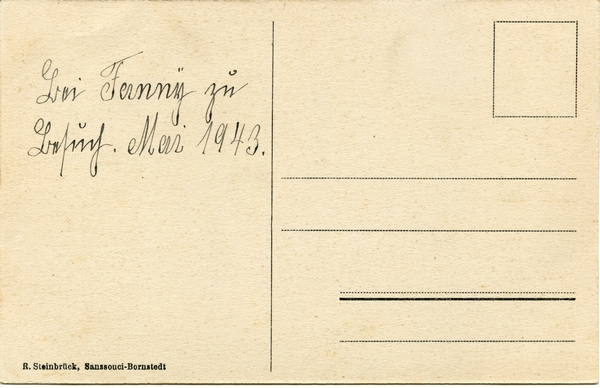 Bei Fanny zu
Besuch. Mai 1943.
R. Steinbrück, Sanssouci-Bornstedt